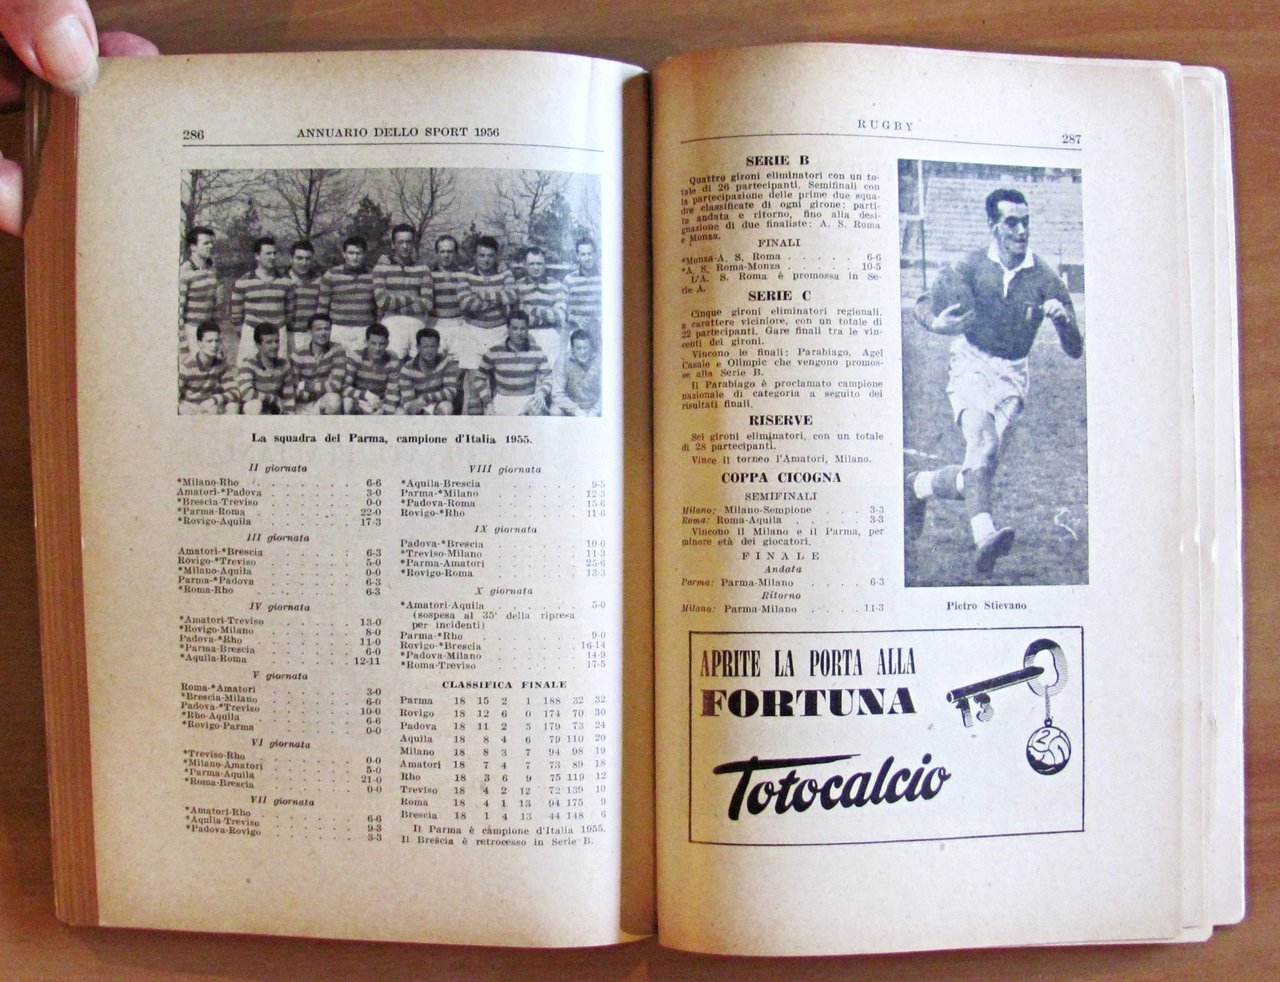 286 ANNUARIO DELLO SPORT 1956
La squadra del Parma, campione d'Italia 1955.
II giornata
*Milano-Rho . . . . . . 6-6
Amatori-*Padova . . . . . . 3-0
*Brescia-Treviso . . . . . . 0-0
*Parma-Roma . . . . . . 22-0
*Rovigo-Aquila . . . . . . 17-3
III giornata
Amatori-*Brescia . . . . . . 6-3
Rovigo-*Treviso . . . . . . 5-0
*Milano-Aquila . . . . . . 0-0
Parma-*Padova . . . . . . 6-3
*Roma-Rho . . . . . . 6-3
IV giornata
*Amatori-Treviso . . . . . . 13-0
*Rovigo-Milano . . . . . . 8-0
Padova-*Rho . . . . . . 11-0
*Parma-Brescia . . . . . . 6-0
*Aquila-Roma . . . . . . 12-11
V giornata
Roma-*Amatori . . . . . . 3-0
*Brescia-Milano . . . . . . 6-0
Padova-*Treviso . . . . . . 10-0
*Rho-Aquila . . . . . . 6-6
*Rovigo-Parma . . . . . . 0-0
VI giornata
*Treviso-Rho . . . . . . 0-0
*Milano-Amatori . . . . . . 5-0
*Parma-Aquila . . . . . . 21-0
*Roma-Brescia . . . . . . 0-0
VII giornata
*Amatori-Rho . . . . . . 6-6
*Aquila-Treviso . . . . . . 9-3
*Padova-Rovigo . . . . . . 3-3
VIII giornata
*Aquila-Brescia . . . . . . 9-5
Parma-*Milano . . . . . . 12-3
*Padova-Roma . . . . . . 15-6
Rovigo-*Rho . . . . . . 11-6
IX giornata
Padova-*Brescia . . . . . . 10-0
*Treviso-Milano . . . . . . 11-3
*Parma-Amatori . . . . . . 25-6
*Rovigo-Roma . . . . . . 13-3
X giornata
*Amatori-Aquila . . . . . . 5-0
(sospesa al 35' della ripresa
per incidenti)
Parma-*Rho . . . . . . 9-0
Rovigo-*Brescia . . . . . . 16-14
*Padova-Milano . . . . . . 14-9
*Roma-Treviso . . . . . . 17-5
CLASSIFICA FINALE
Parma 18 15 2 1 188 32 32
Rovigo 18 12 6 0 174 70 30
Padova 18 11 2 5 179 73 24
Aquila 18 8 4 6 79 110 20
Milano 18 8 3 7 94 98 19
Amatori 18 7 4 7 73 89 18
Rho 18 3 6 9 75 119 12
Treviso 18 4 2 12 72 139 10
Roma 18 4 1 13 94 175 9
Brescia 18 1 4 13 44 148 6
Il Parma è campione d'Italia 1955.
Il Brescia è retrocesso in Serie B.
RUGBY 287
SERIE B
Quattro gironi eliminatori con un to-
tale di 26 partecipanti. Semifinali con
la partecipazione delle prime due squa-
dre classificate di ogni girone: parti-
te andata e ritorno, fino alla desi-
gnazione di due finaliste: A. S. Roma
e Monza.
FINALI
*Monza-A. S. Roma . . . . . . 6-6
*A. S. Roma-Monza . . . . . . 10-5
L'A. S. Roma è promossa in Se-
rie A.
SERIE C
Cinque gironi eliminatori regionali,
a carattere viciniore, con un totale di
22 partecipanti. Gare finali tra le vin-
centi dei gironi.
Vincono le finali: Parabiago, Agel
Casale e Olimpic che vengono promos-
se alla Serie B.
Il Parabiago è proclamato campione
nazionale di categoria a seguito dei
risultati finali.
RISERVE
Sei gironi eliminatori, con un totale
di 28 partecipanti.
Vince il torneo l'Amatori, Milano.
COPPA CICOGNA
SEMIFINALI
Milano: Milano-Sempione . . . . 3-3
Roma: Roma-Aquila . . . . . 3-3
Vincono il Milano e il Parma, per
minore età dei giocatori.
FINALE
Andata
Parma: Parma-Milano . . . . 6-3
Ritorno
Milano: Parma-Milano . . . . 11-3
Pietro Stievano
APRITE LA PORTA ALLA
FORTUNA
Totocalcio
1
2
X